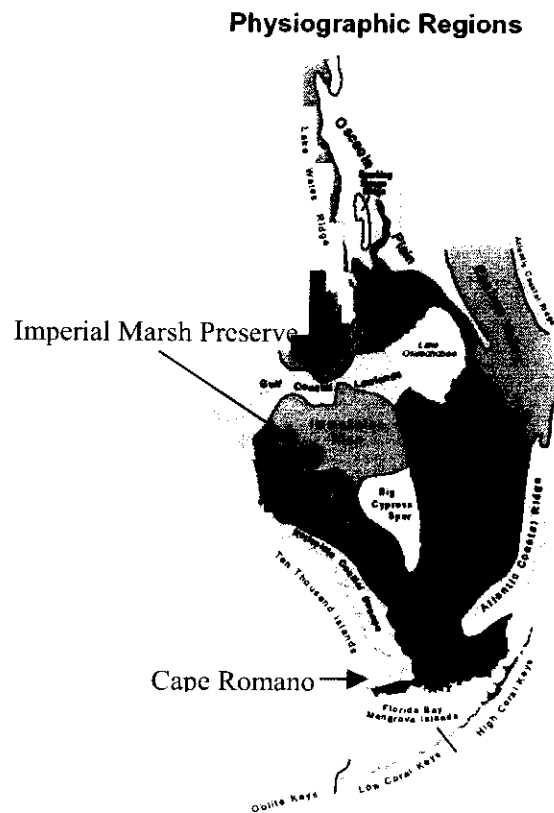 Physiographic Regions
Lake Wales Ridge
Osceola
Plain
Atlantic Coastal Ridge
Imperial Marsh Preserve
Lake
Okeechobee
Gulf Coastal Lowlands
Immokalee
Rise
Big
Cypress
Spur
Ten Thousand Islands
Atlantic Coastal Ridge
Cape Romano
Florida Bay
Mangrove Islands
High Coral Keys
Low Coral Keys
Oolite Keys